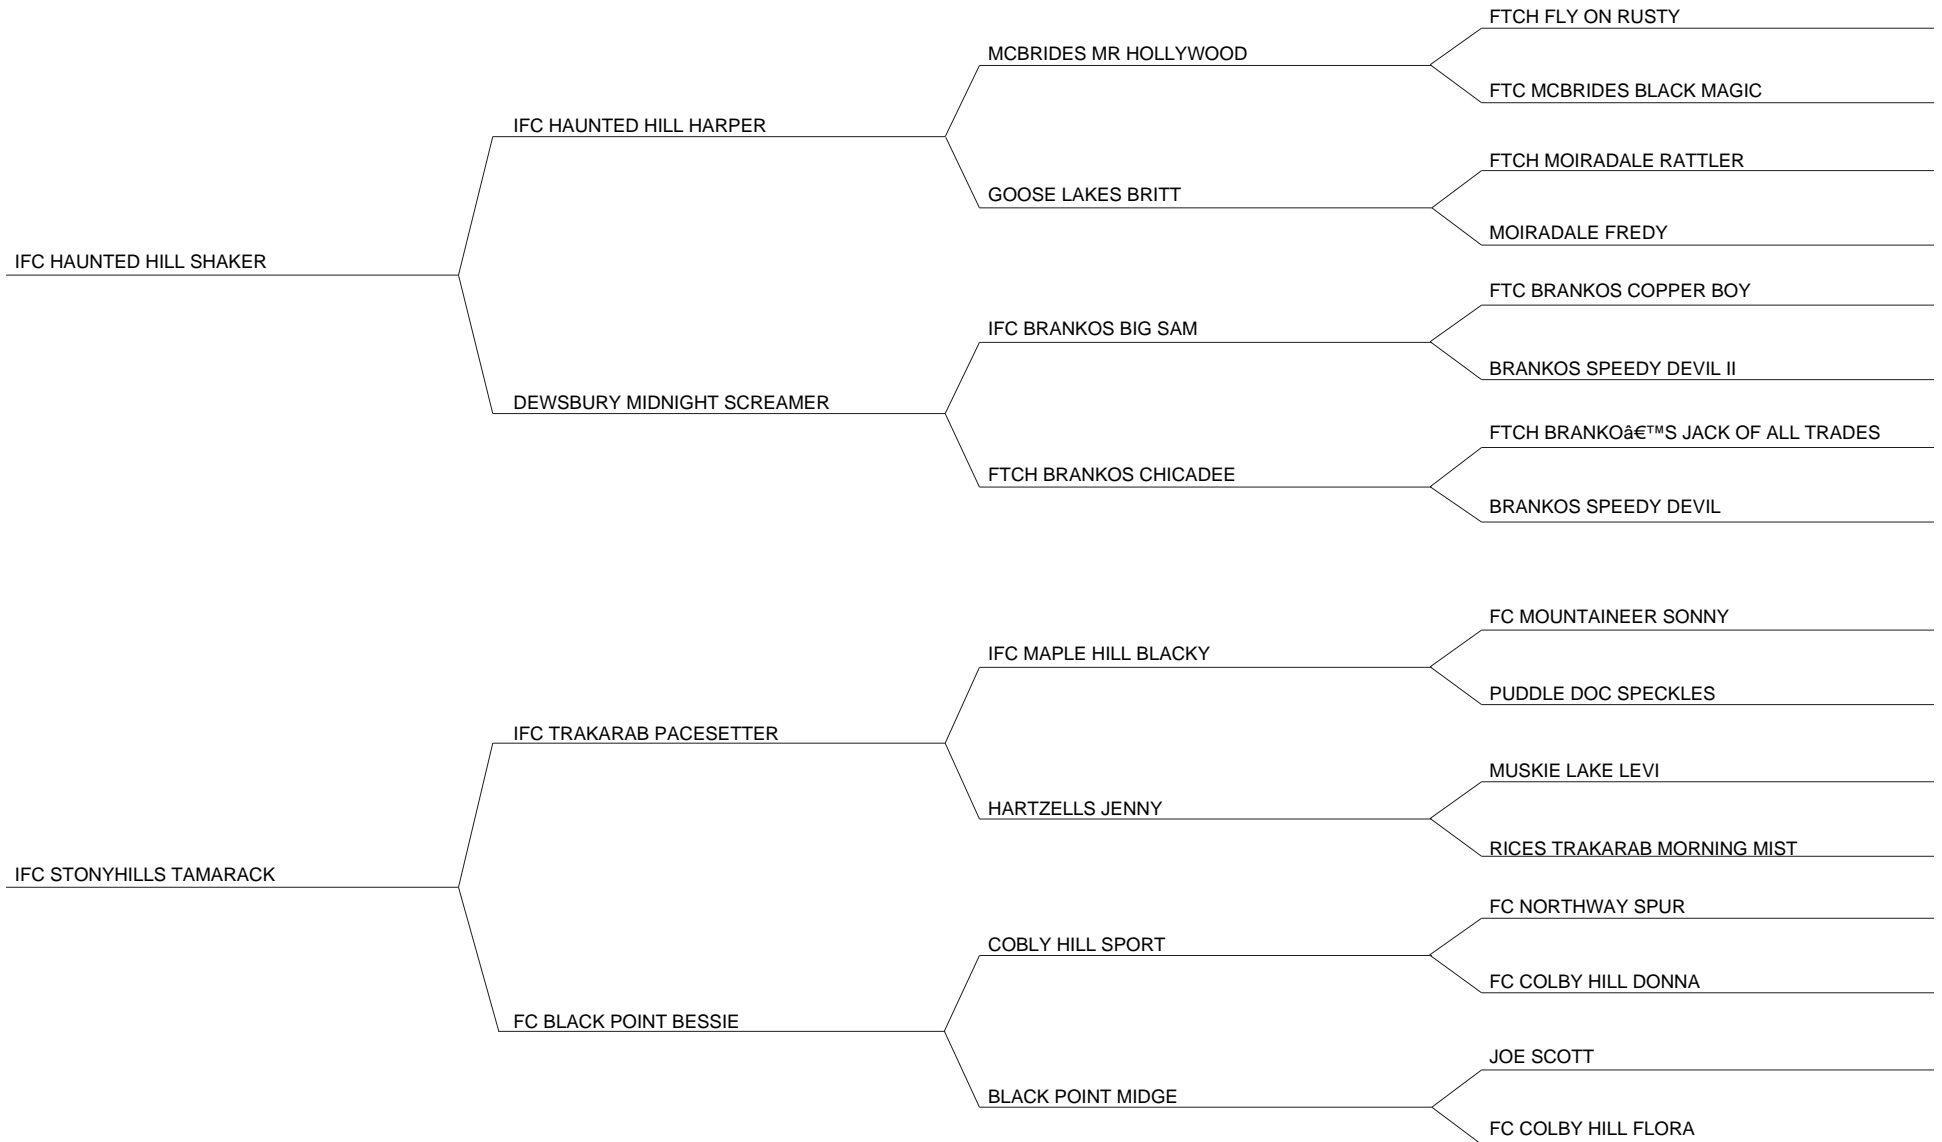 FTCH FLY ON RUSTY
MCBRIDES MR HOLLYWOOD
FTC MCBRIDES BLACK MAGIC
IFC HAUNTED HILL HARPER
FTCH MOIRADALE RATTLER
GOOSE LAKES BRITT
MOIRADALE FREDY
IFC HAUNTED HILL SHAKER
FTC BRANKOS COPPER BOY
IFC BRANKOS BIG SAM
BRANKOS SPEEDY DEVIL II
DEWSBURY MIDNIGHT SCREAMER
FTCH BRANKO’S JACK OF ALL TRADES
FTCH BRANKOS CHICADEE
BRANKOS SPEEDY DEVIL
FC MOUNTAINEER SONNY
IFC MAPLE HILL BLACKY
PUDDLE DOC SPECKLES
IFC TRAKARAB PACESETTER
MUSKIE LAKE LEVI
HARTZELLS JENNY
RICES TRAKARAB MORNING MIST
IFC STONYHILLS TAMARACK
FC NORTHWAY SPUR
COBLY HILL SPORT
FC COLBY HILL DONNA
FC BLACK POINT BESSIE
JOE SCOTT
BLACK POINT MIDGE
FC COLBY HILL FLORA